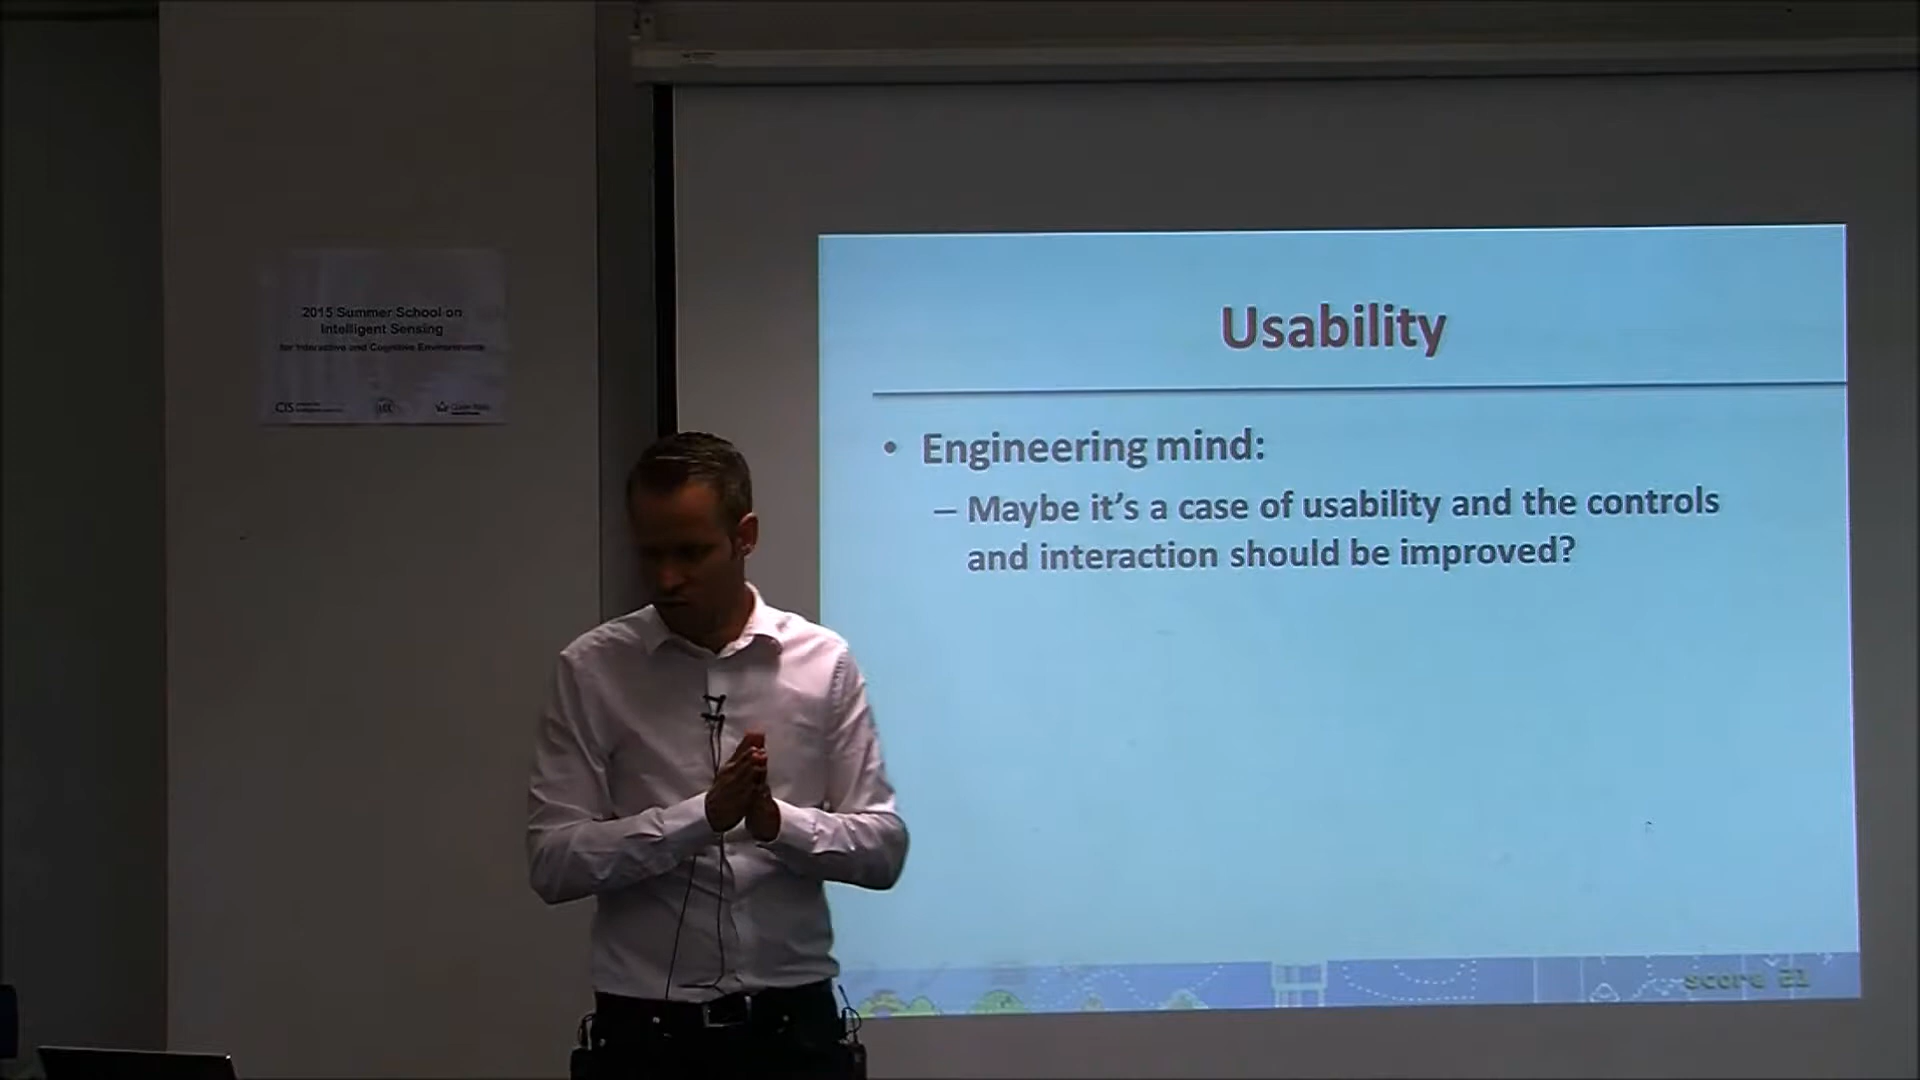 2015 Summer School on
Intelligent Sensing
for Interactive and Cognitive Environments
CIS
Usability
• Engineering mind:
– Maybe it's a case of usability and the controls
and interaction should be improved?
score 21